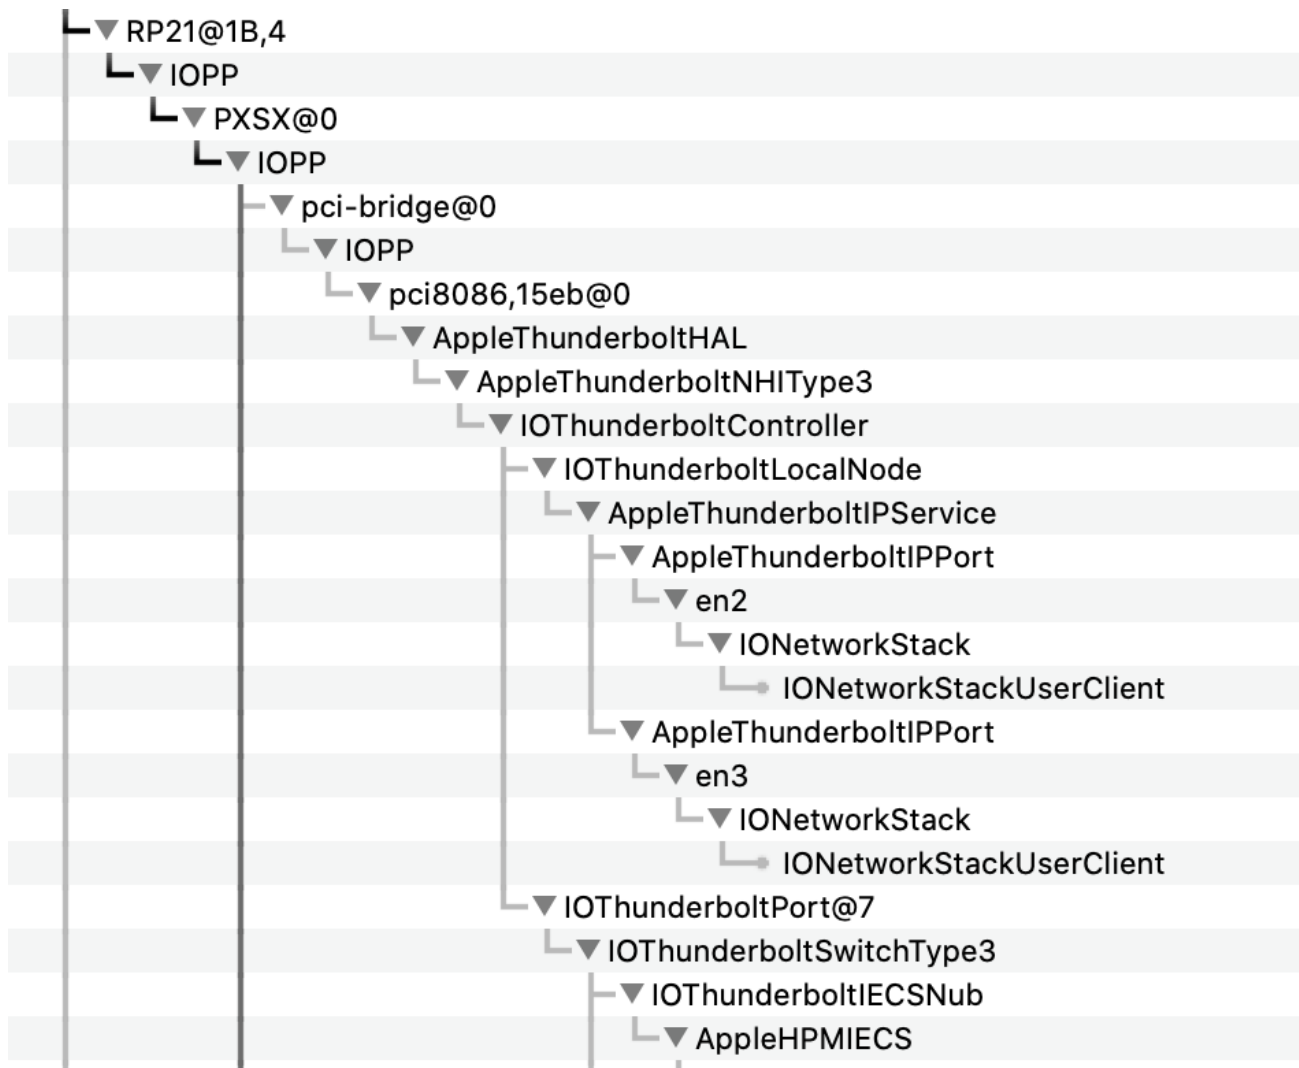 RP21@1B,4
IOPP
PXSX@0
IOPP
pci-bridge@0
IOPP
pci8086,15eb@0
AppleThunderboltHAL
AppleThunderboltNHIType3
IOThunderboltController
IOThunderboltLocalNode
AppleThunderboltIPService
AppleThunderboltIPPort
en2
IONetworkStack
IONetworkStackUserClient
AppleThunderboltIPPort
en3
IONetworkStack
IONetworkStackUserClient
IOThunderboltPort@7
IOThunderboltSwitchType3
IOThunderboltIECSNub
AppleHPMIECS